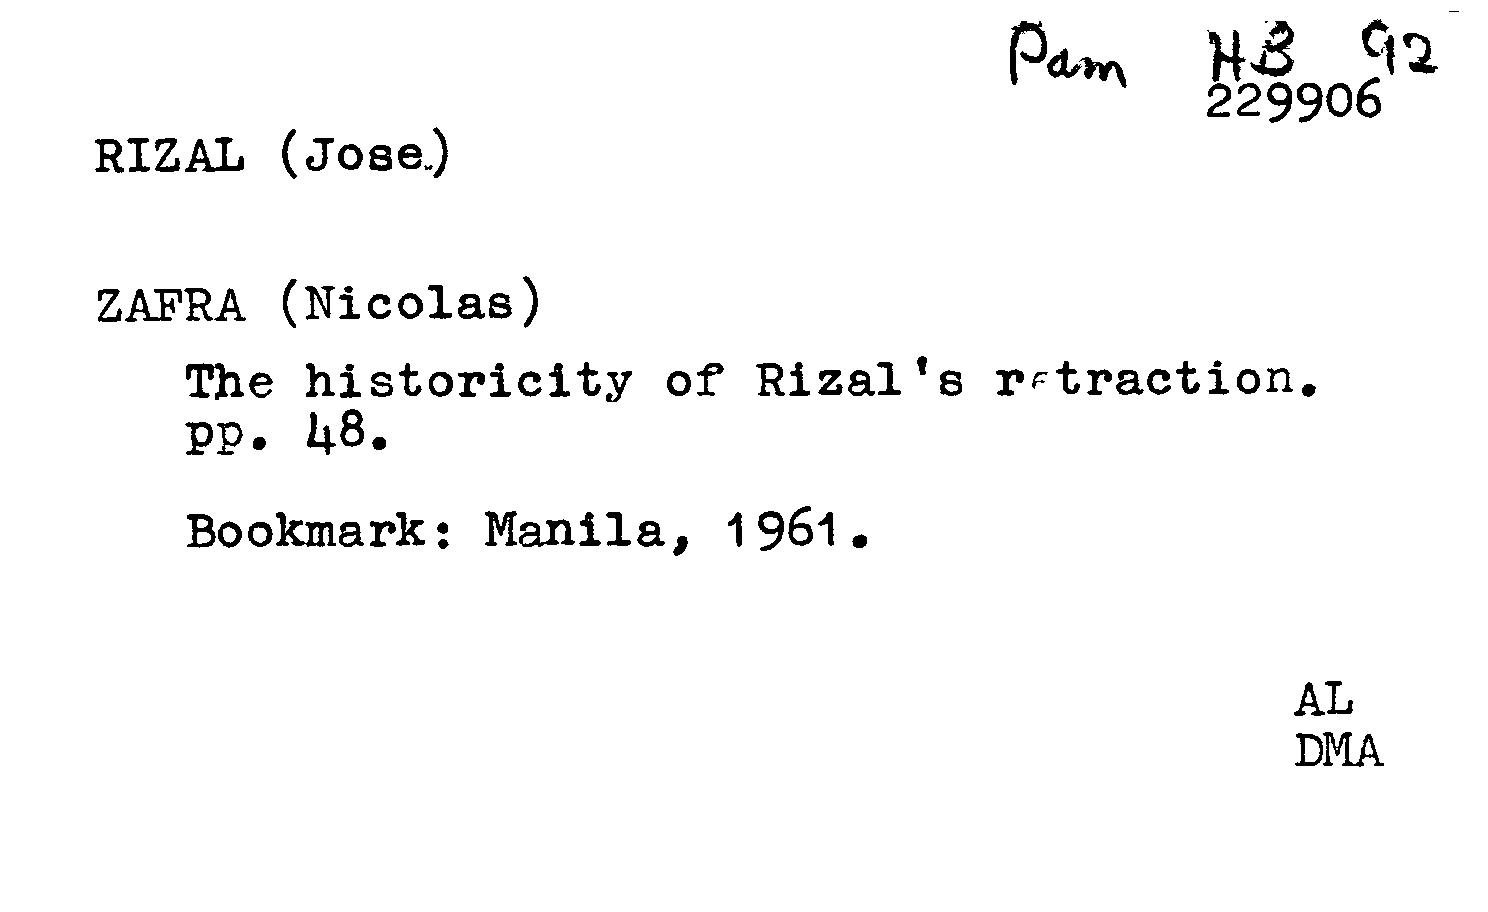 Pam HB 92
229906
RIZAL (Jose.)
ZAFRA (Nicolas)
The historicity of Rizal's retraction.
pp. 48.
Bookmark: Manila, 1961.
AL
DMA